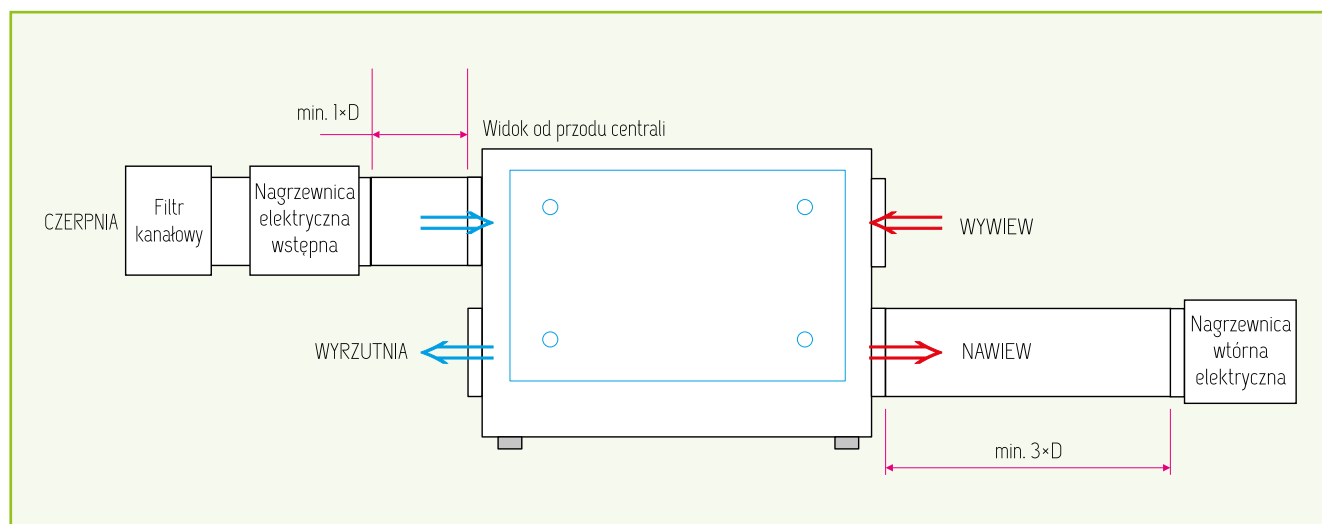 min. 1×D
Widok od przodu centrali
CZERPNIA
Filtr
kanałowy
Nagrzewnica
elektryczna
wstępna
WYWIEW
WYRZUTNIA
NAWIEW
Nagrzewnica
wtórna
elektryczna
min. 3×D